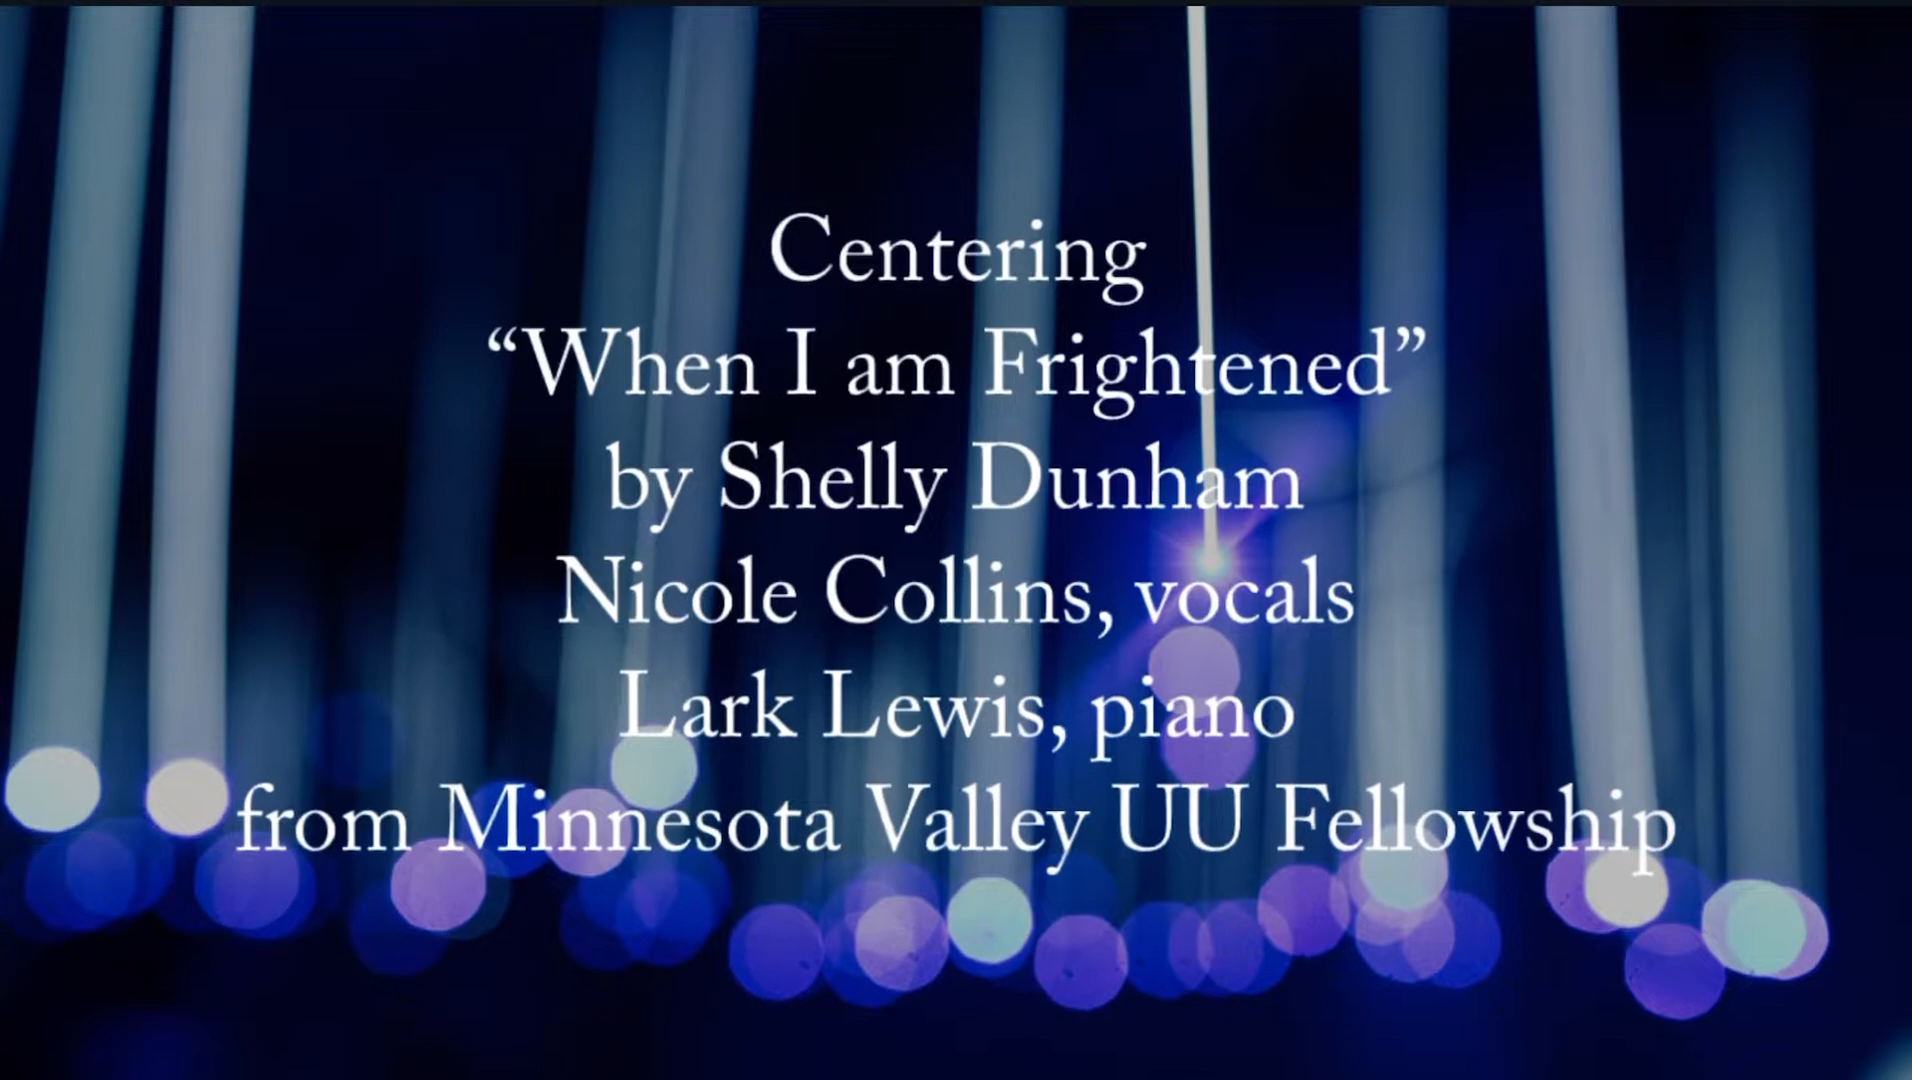 Centering
“When I am Frightened”
by Shelly Dunham
Nicole Collins, vocals
Lark Lewis, piano
from Minnesota Valley UU Fellowship